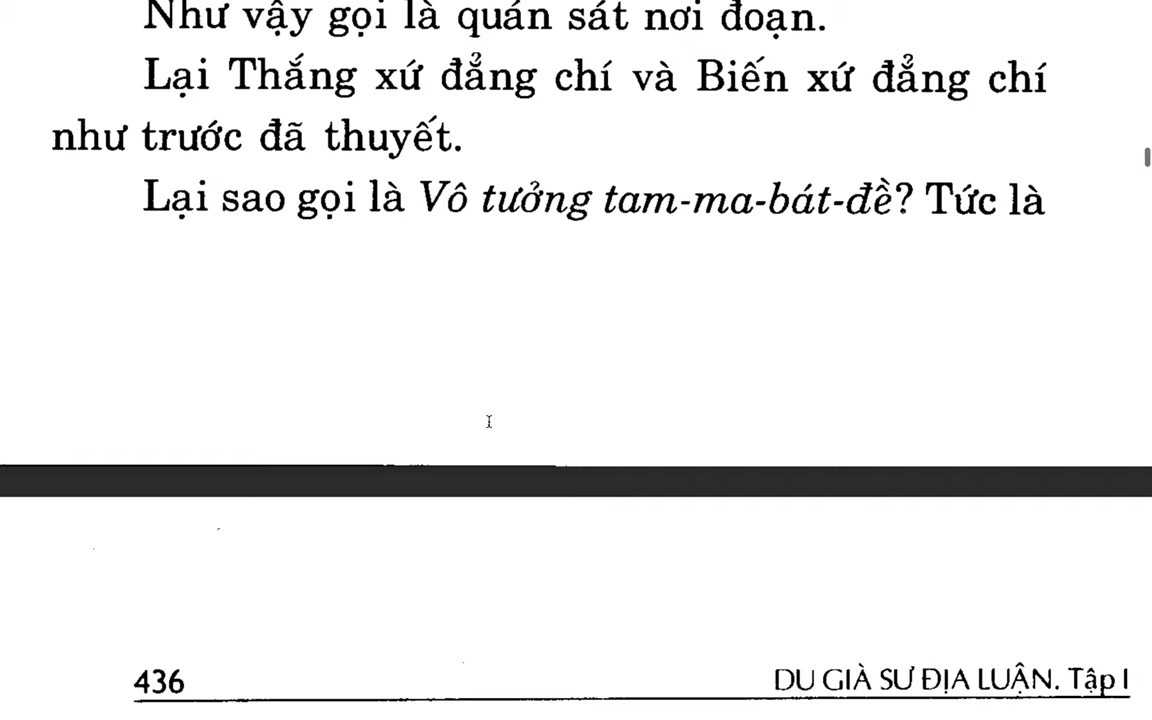 Như vậy gọi là quán sát nơi đoạn.
Lại Thắng xứ đẳng chí và Biến xứ đẳng chí
như trước đã thuyết.
Lại sao gọi là Vô tưởng tam-ma-bát-đề? Tức là
436 DU GIÀ SƯ ĐỊA LUẬN. Tập I